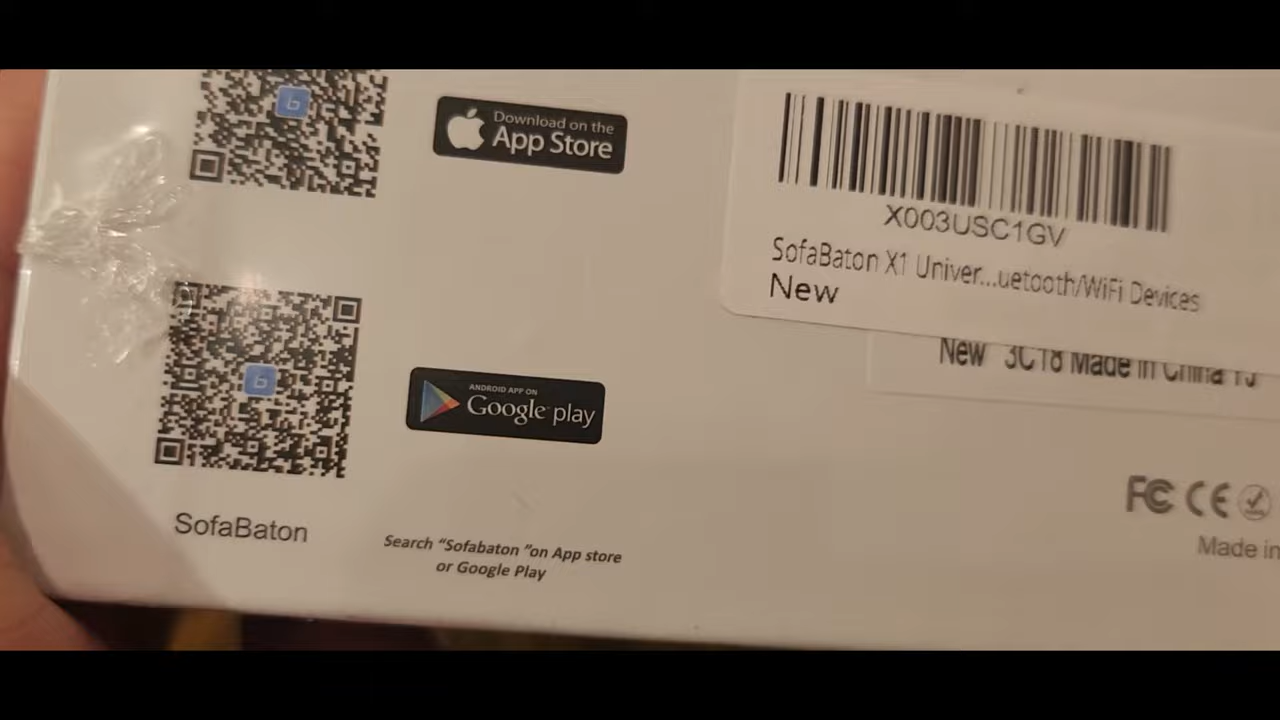 Download on the
App Store
X003USC1GV
SofaBaton X1 Univer...uetooth/WiFi Devices
New
New 3C18 Made in China
ANDROID APP ON
Google play
FC CE
Made in
SofaBaton
Search “Sofabaton ”on App store
or Google Play